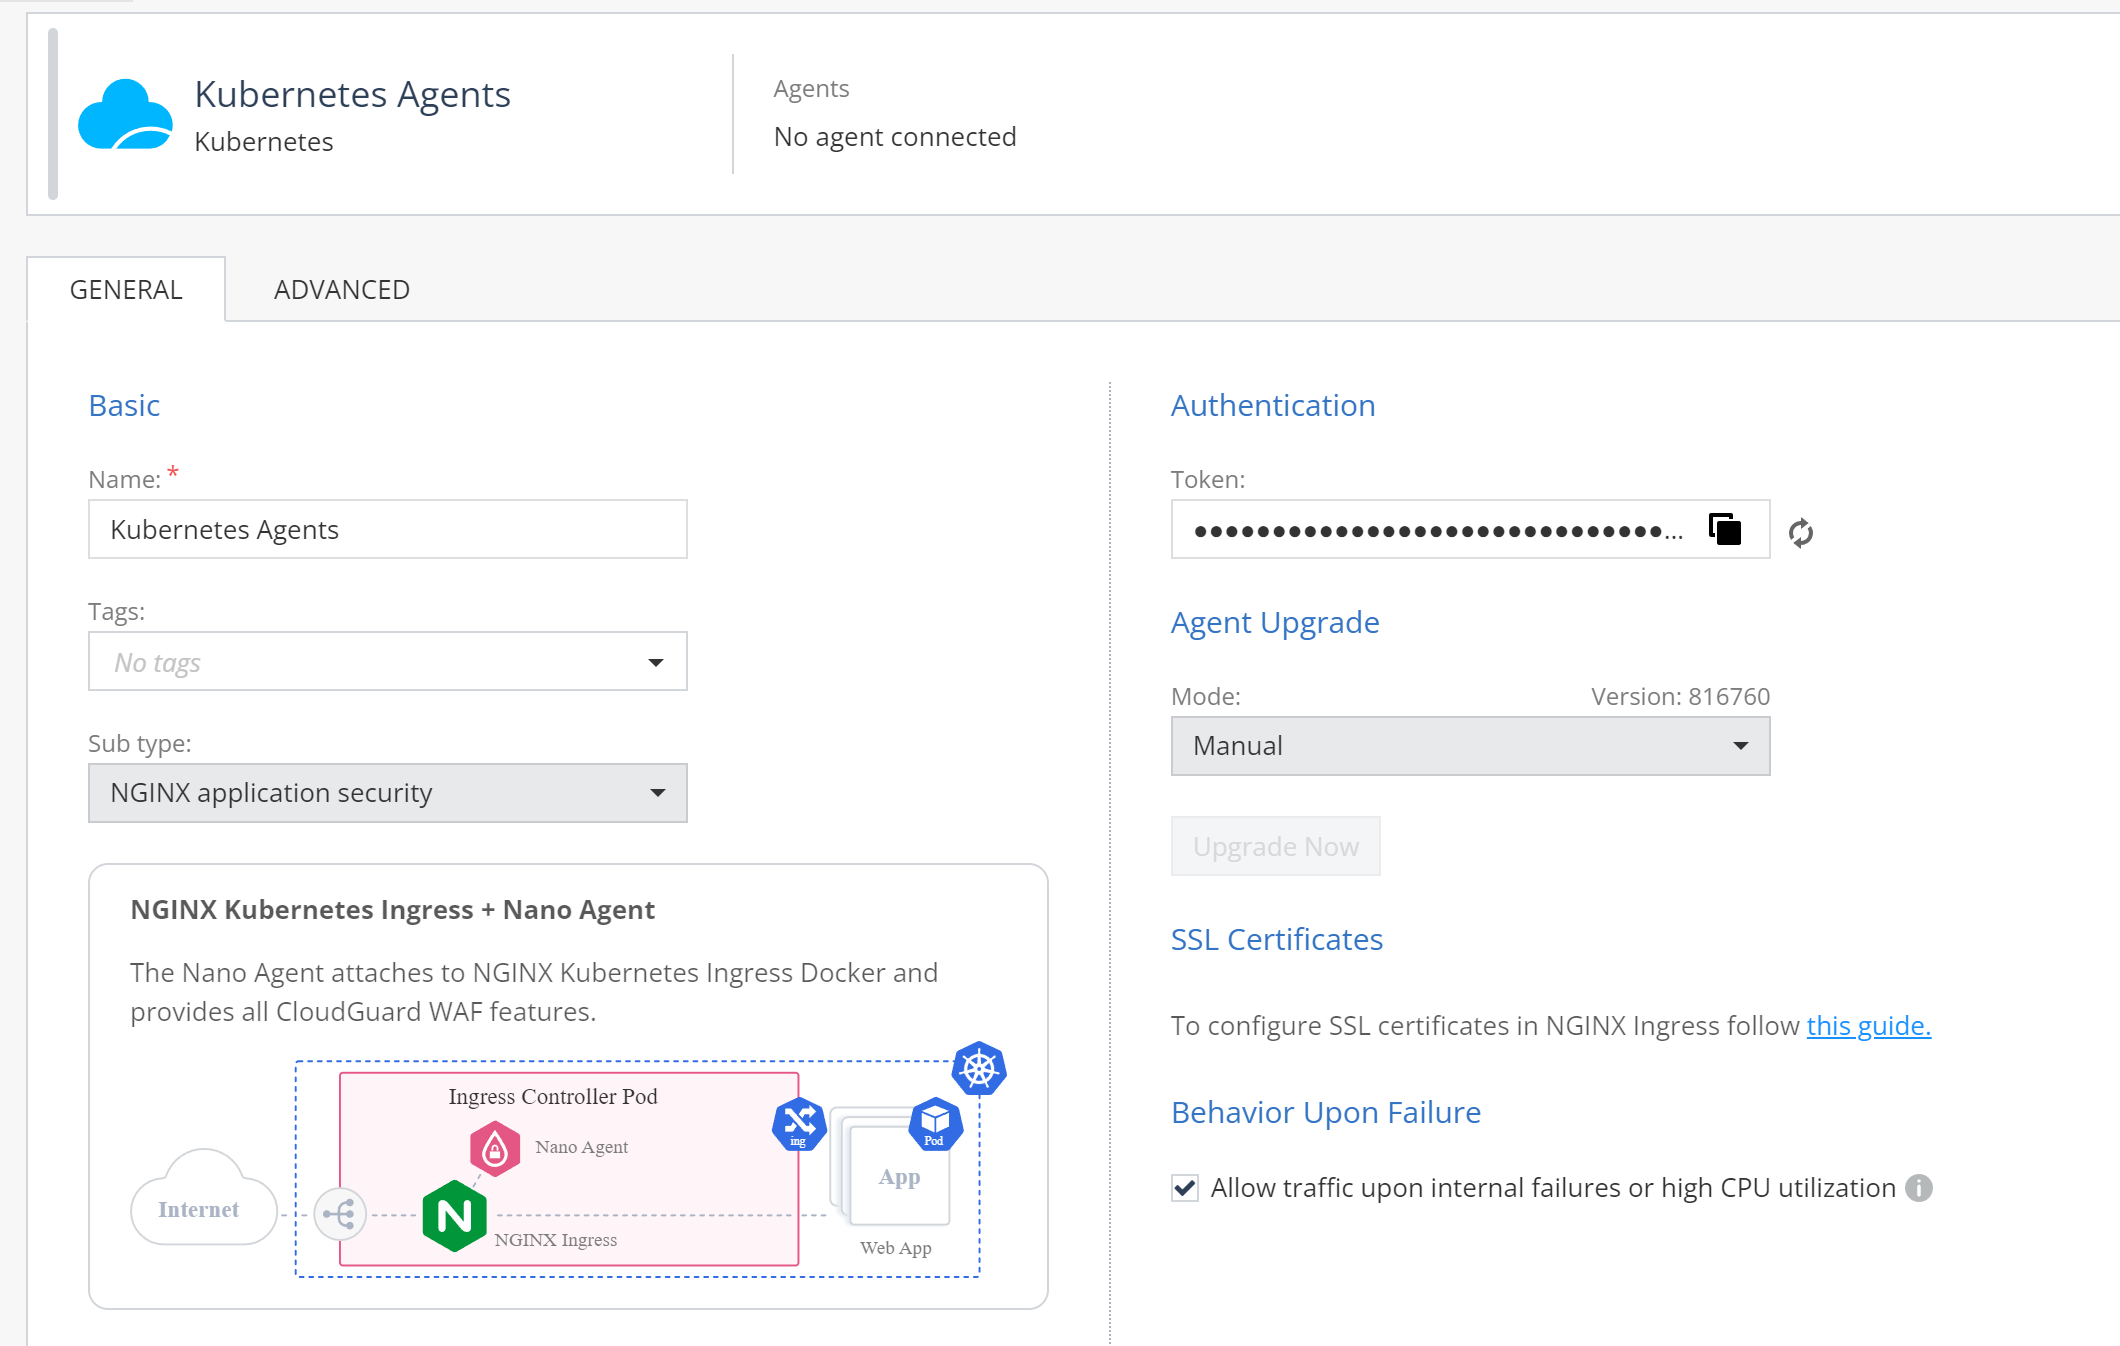 Kubernetes Agents
Kubernetes
Agents
No agent connected
GENERAL
ADVANCED
Basic
Name: *
Kubernetes Agents
Tags:
No tags
Sub type:
NGINX application security
NGINX Kubernetes Ingress + Nano Agent
The Nano Agent attaches to NGINX Kubernetes Ingress Docker and
provides all CloudGuard WAF features.
Ingress Controller Pod
Nano Agent
ing
Pod
App
Internet
N
NGINX Ingress
Web App
Authentication
Token:
●●●●●●●●●●●●●●●●●●●●●●●●●●●●●●...
Agent Upgrade
Mode:
Version: 816760
Manual
Upgrade Now
SSL Certificates
To configure SSL certificates in NGINX Ingress follow this guide.
Behavior Upon Failure
Allow traffic upon internal failures or high CPU utilization